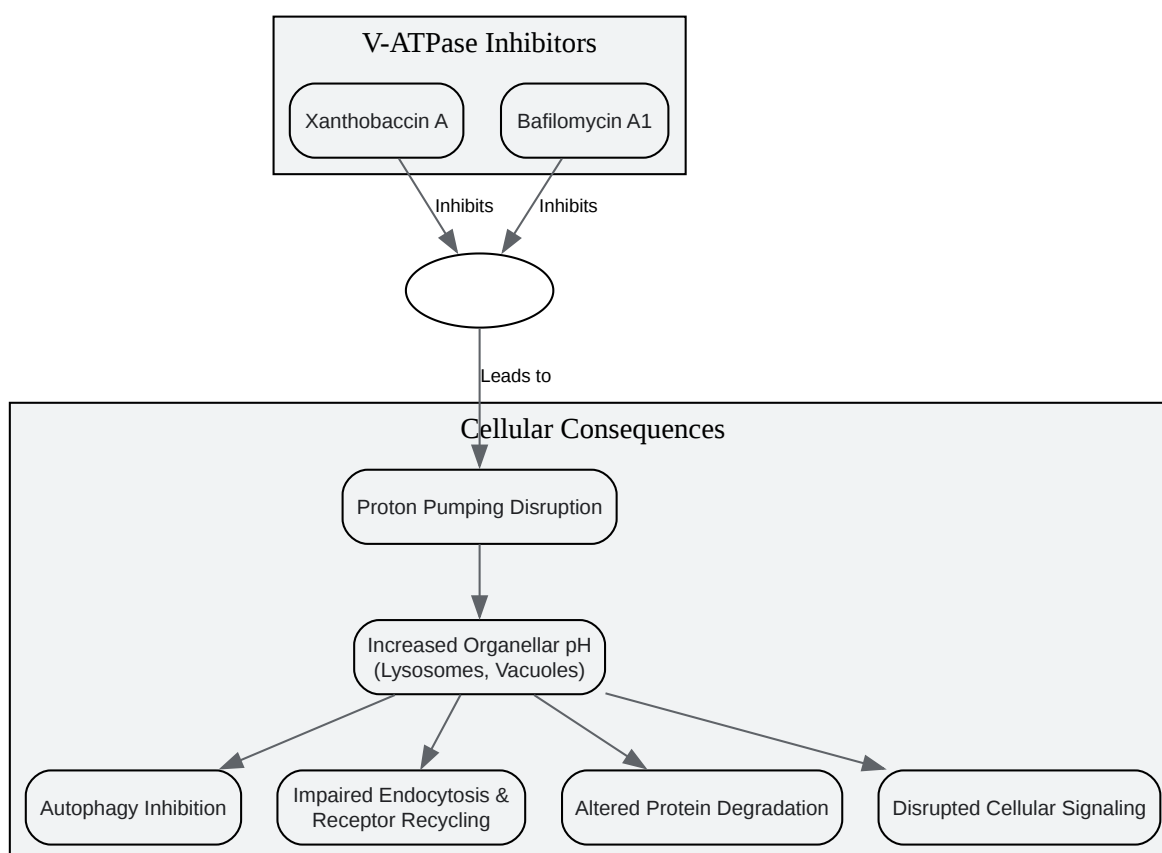 V-ATPase Inhibitors
Xanthobaccin A
Bafilomycin A1
Inhibits
Inhibits
Leads to
Cellular Consequences
Proton Pumping Disruption
Increased Organellar pH
(Lysosomes, Vacuoles)
Autophagy Inhibition
Impaired Endocytosis &
Receptor Recycling
Altered Protein Degradation
Disrupted Cellular Signaling